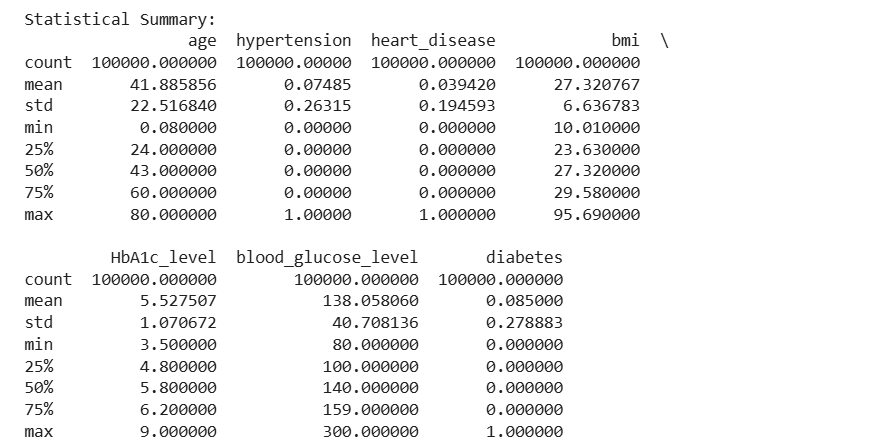 Statistical Summary:
                 age  hypertension  heart_disease            bmi  \
count  100000.000000  100000.00000  100000.000000  100000.000000
mean       41.885856       0.07485       0.039420      27.320767
std        22.516840       0.26315       0.194593       6.636783
min         0.080000       0.00000       0.000000      10.010000
25%        24.000000       0.00000       0.000000      23.630000
50%        43.000000       0.00000       0.000000      27.320000
75%        60.000000       0.00000       0.000000      29.580000
max        80.000000       1.00000       1.000000      95.690000

         HbA1c_level  blood_glucose_level       diabetes
count  100000.000000        100000.000000  100000.000000
mean        5.527507           138.058060       0.085000
std         1.070672            40.708136       0.278883
min         3.500000            80.000000       0.000000
25%         4.800000           100.000000       0.000000
50%         5.800000           140.000000       0.000000
75%         6.200000           159.000000       0.000000
max         9.000000           300.000000       1.000000